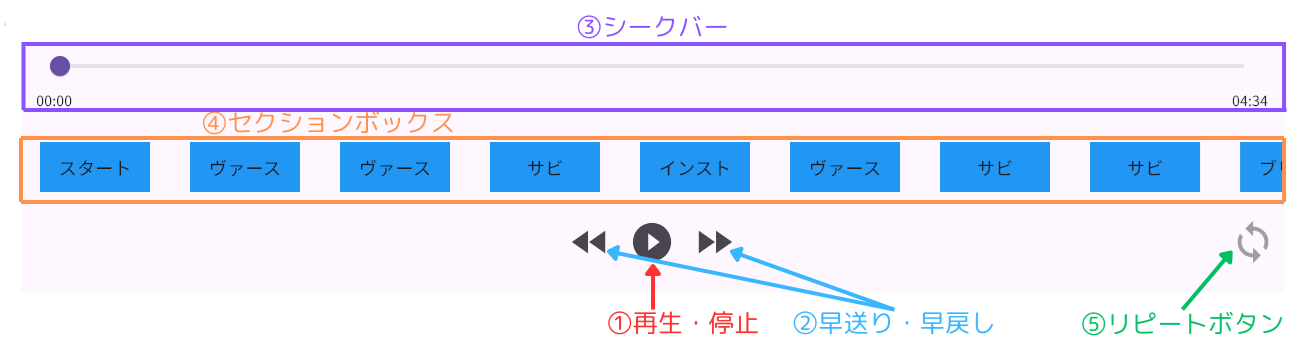 ③シークバー
00:00
04:34
④セクションボックス
スタート
ヴァース
ヴァース
サビ
インスト
ヴァース
サビ
サビ
ブ
①再生・停止
②早送り・早戻し
⑤リピートボタン